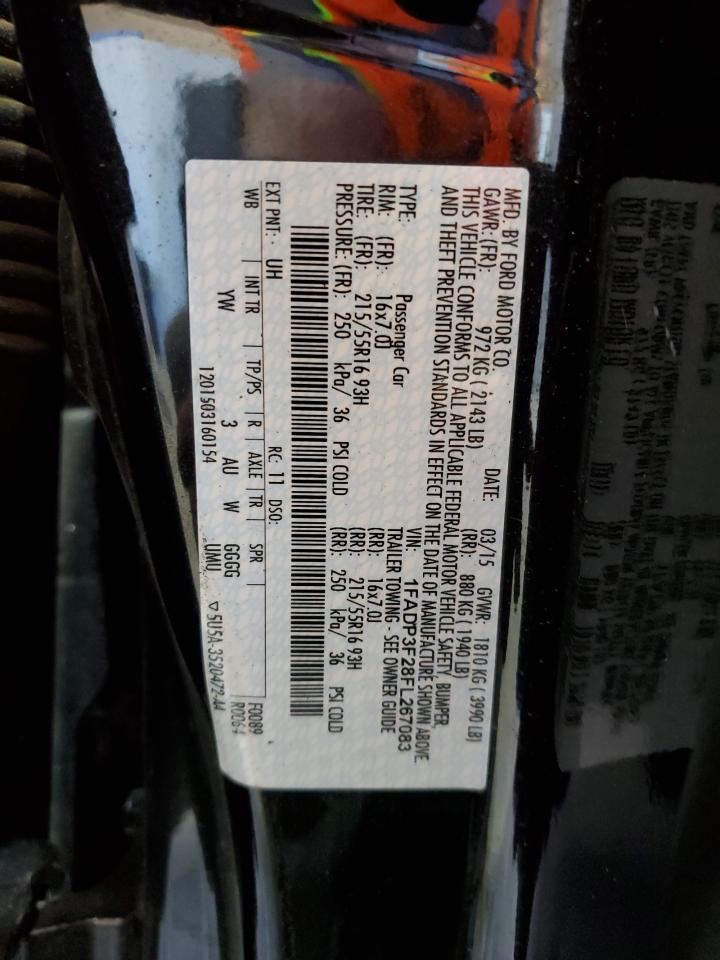 MFD. BY FORD MOTOR CO.
DATE: 03/15 GVWR: 1810 KG ( 3990 LB)
GAWR: (FR): 972 KG ( 2143 LB) (RR): 880 KG ( 1940 LB)
THIS VEHICLE CONFORMS TO ALL APPLICABLE FEDERAL MOTOR VEHICLE SAFETY, BUMPER,
AND THEFT PREVENTION STANDARDS IN EFFECT ON THE DATE OF MANUFACTURE SHOWN ABOVE.
VIN: 1FADP3F28FL267083
TYPE: Passenger Car TRAILER TOWING - SEE OWNER GUIDE
RIM: (FR): 16x7.0J (RR): 16x7.0J
TIRE: (FR): 215/55R16 93H (RR): 215/55R16 93H
PRESSURE: (FR): 250 kPa/ 36 PSI COLD (RR): 250 kPa/ 36 PSI COLD
EXT PNT: UH RC: 11 DSO: F0089
WB INT TR TP/PS R AXLE TR SPR R0064
YW 3 AU W GGGG
1201503160154 UMU ▽ 5U5A-3520472-AA